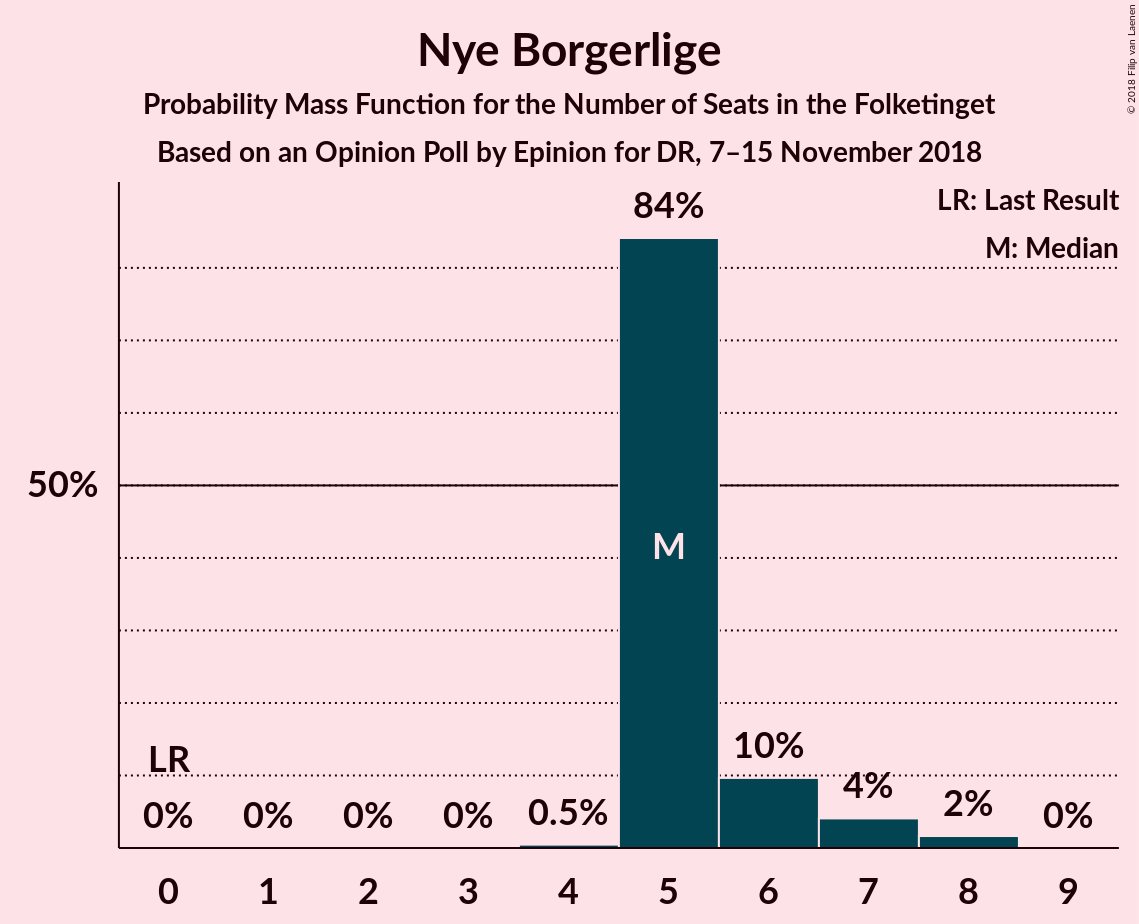 Nye Borgerlige
Probability Mass Function for the Number of Seats in the Folketinget
Based on an Opinion Poll by Epinion for DR, 7–15 November 2018
© 2018 Filip van Laenen
LR: Last Result
M: Median
84%
50%
M
LR
0%
0%
0%
0%
0.5%
10%
4%
2%
0%
0
1
2
3
4
5
6
7
8
9